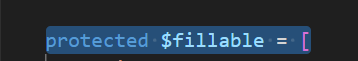 protected $fillable = [